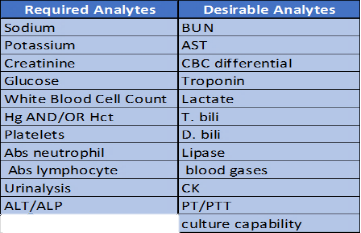 Required Analytes Desirable Analytes
Sodium BUN
Potassium AST
Creatinine CBC differential
Glucose Troponin
White Blood Cell Count Lactate
Hg AND/OR Hct T. bili
Platelets D. bili
Abs neutrophil Lipase
Abs lymphocyte blood gases
Urinalysis CK
ALT/ALP PT/PTT
culture capability